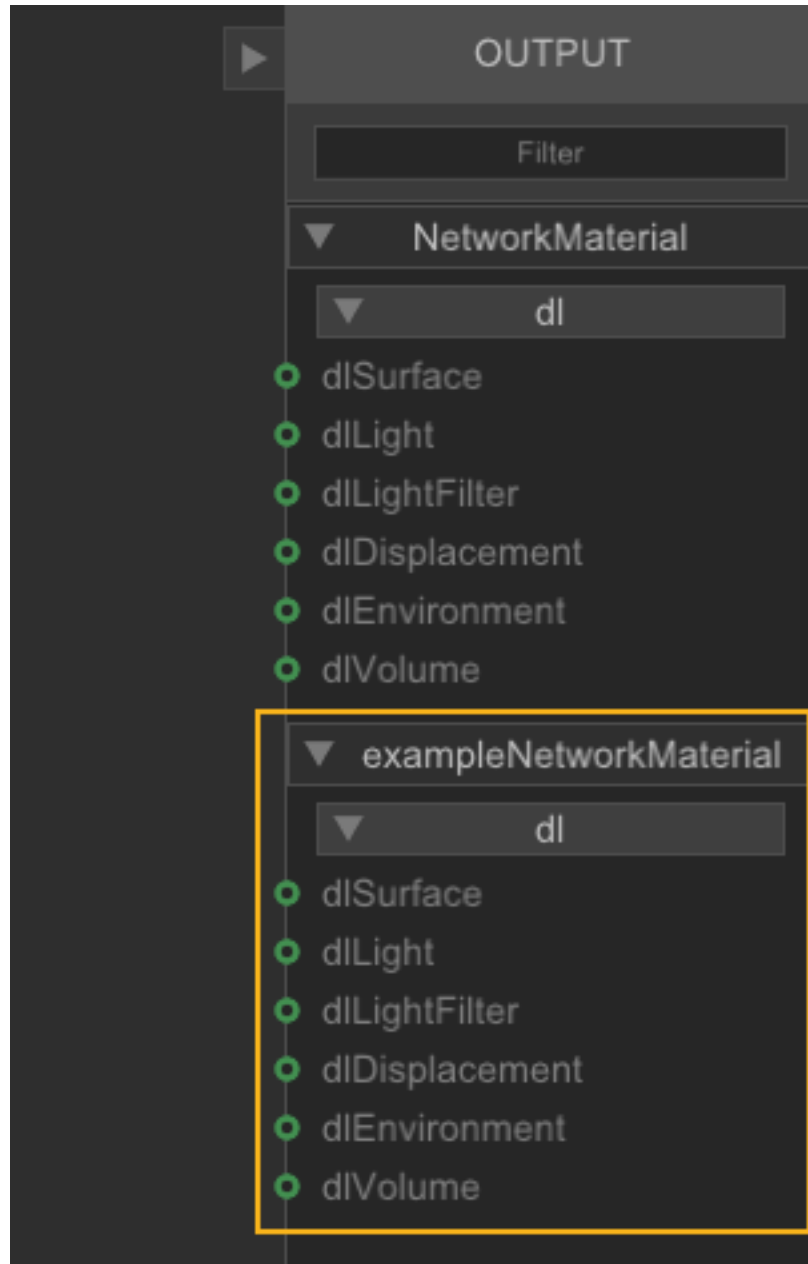 OUTPUT
Filter
NetworkMaterial
dl
dlSurface
dlLight
dlLightFilter
dlDisplacement
dlEnvironment
dlVolume
exampleNetworkMaterial
dl
dlSurface
dlLight
dlLightFilter
dlDisplacement
dlEnvironment
dlVolume